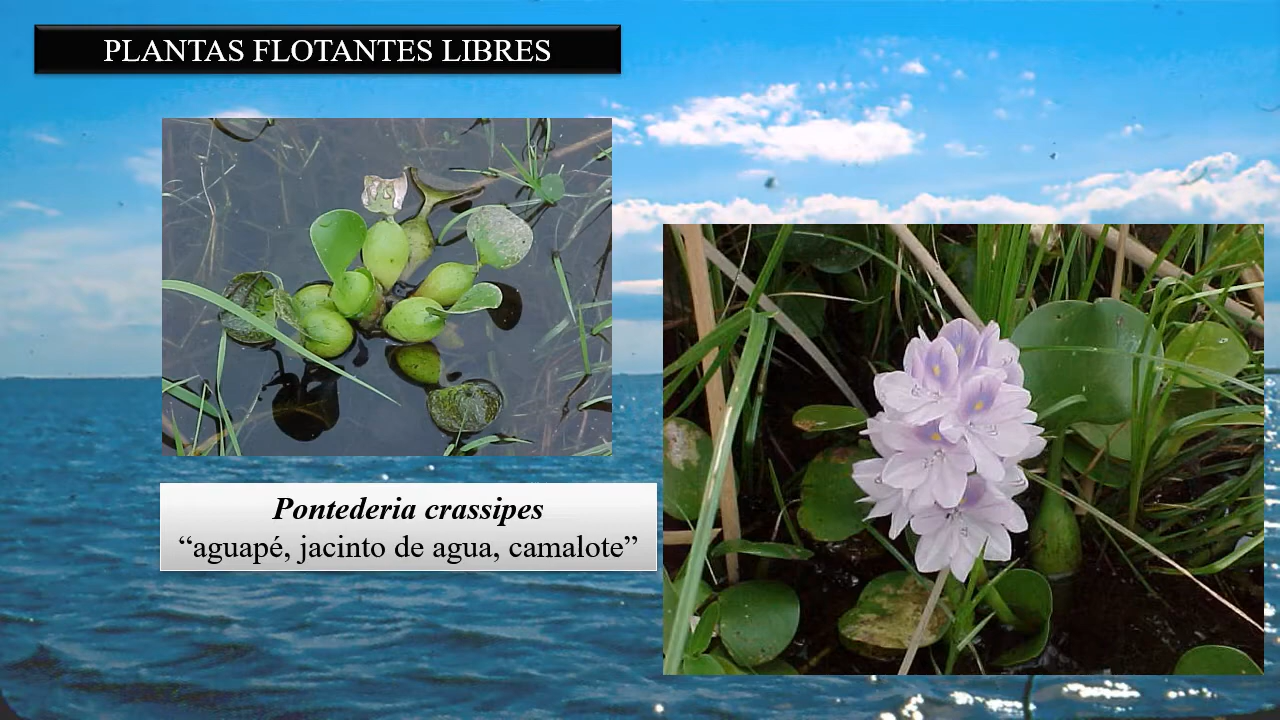 PLANTAS FLOTANTES LIBRES
Pontederia crassipes
“aguapé, jacinto de agua, camalote”